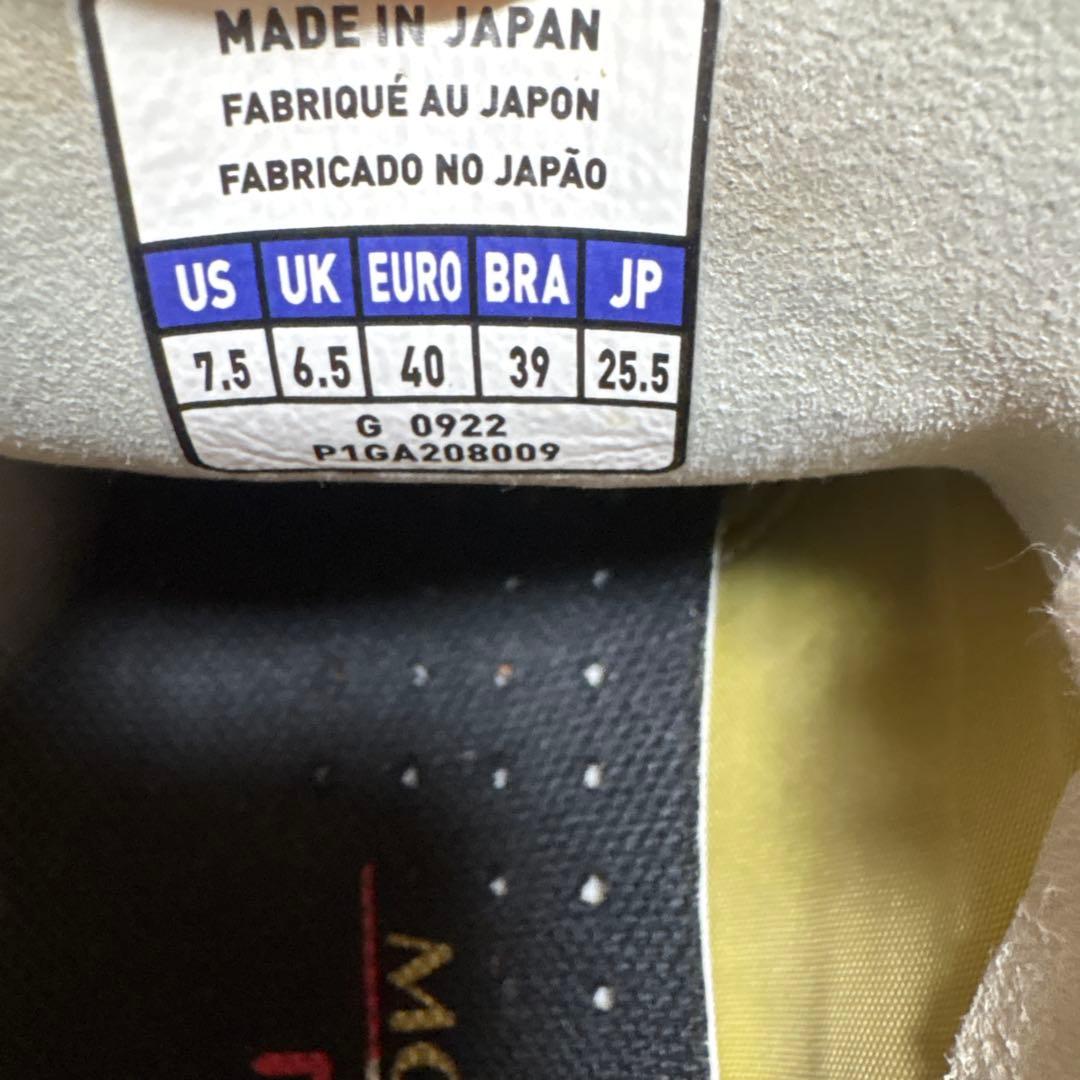 MADE IN JAPAN
FABRIQUÉ AU JAPON
FABRICADO NO JAPÃO
US UK EURO BRA JP
7.5 6.5 40 39 25.5
G 0922
P1GA208009